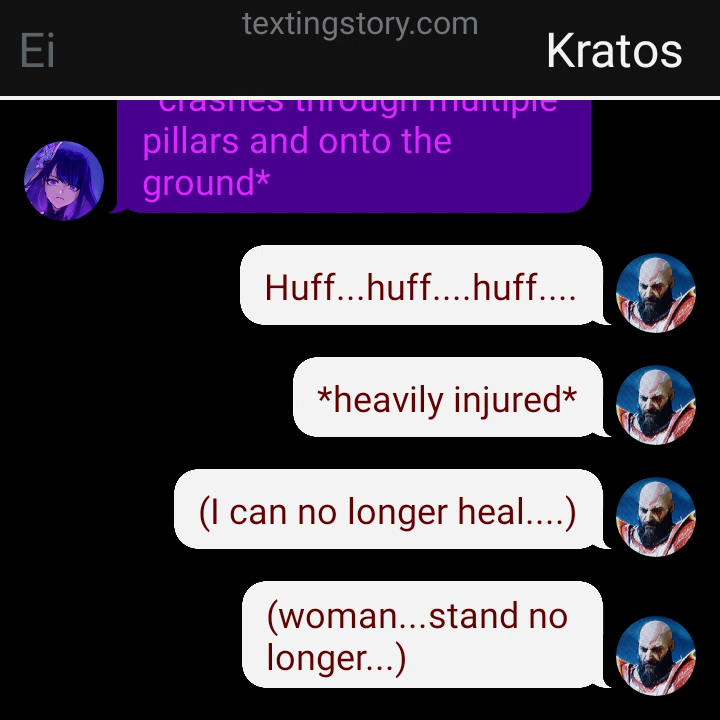 textingstory.com
Ei
Kratos
*crashes through multiple
pillars and onto the
ground*
Huff...huff....huff....
*heavily injured*
(I can no longer heal....)
(woman...stand no
longer...)